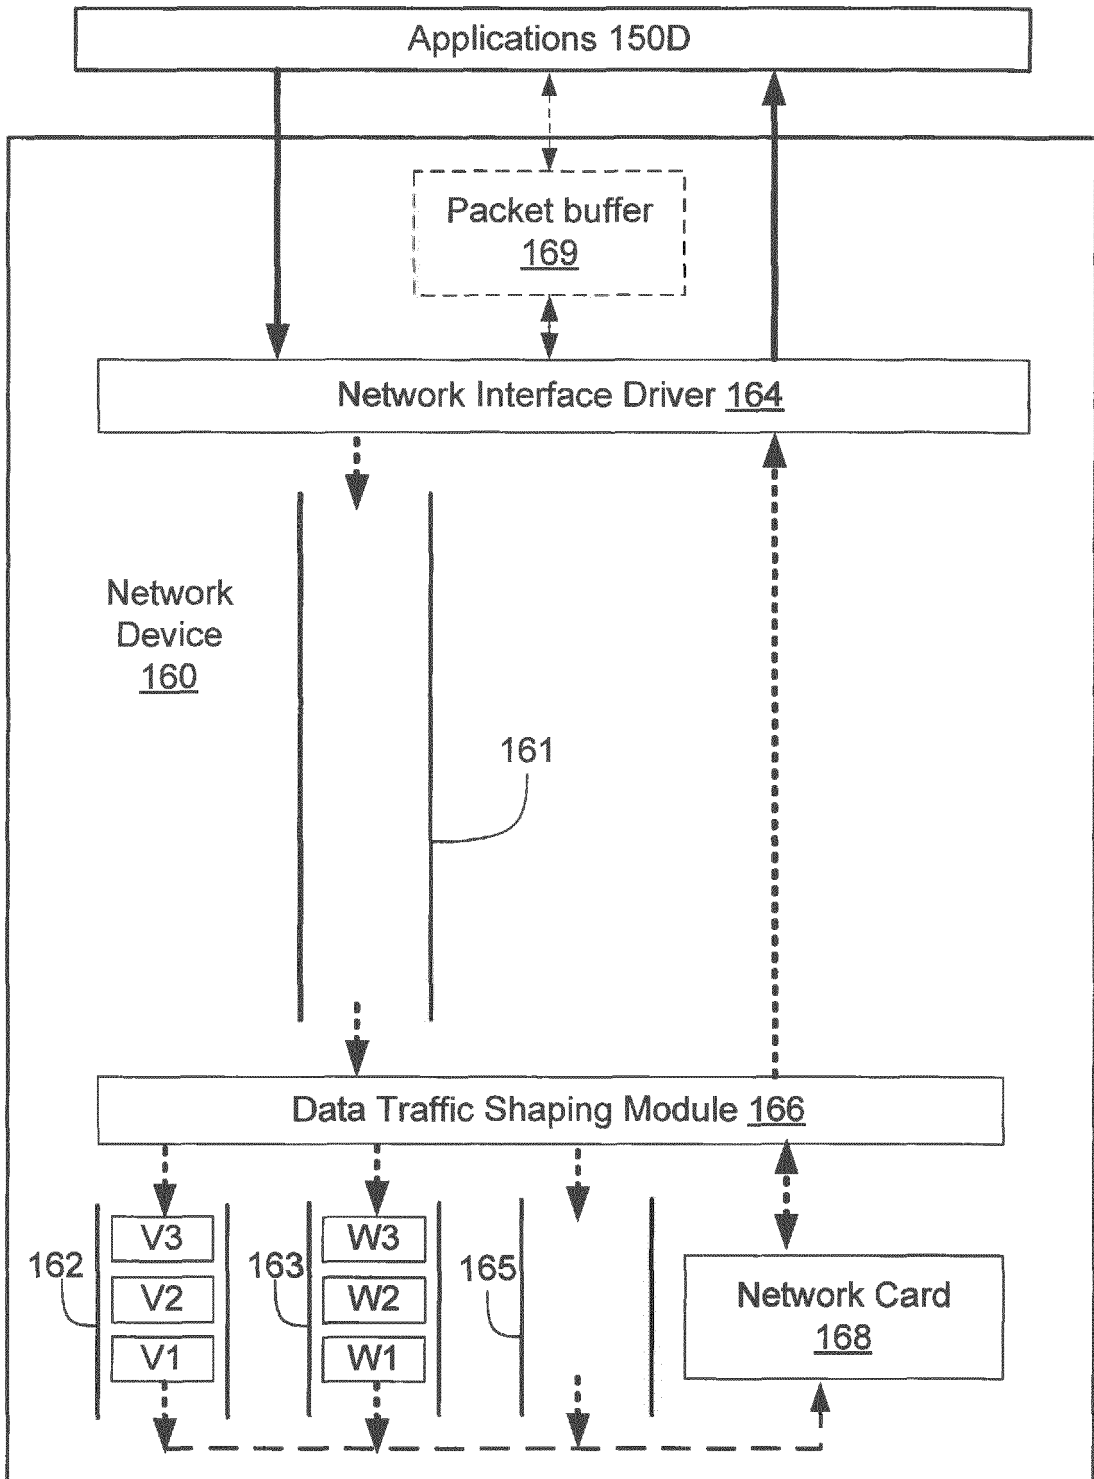 Applications 150D
Packet buffer
169
Network Interface Driver 164
Network
Device
160
161
Data Traffic Shaping Module 166
162
V3
V2
V1
163
W3
W2
W1
165
Network Card
168